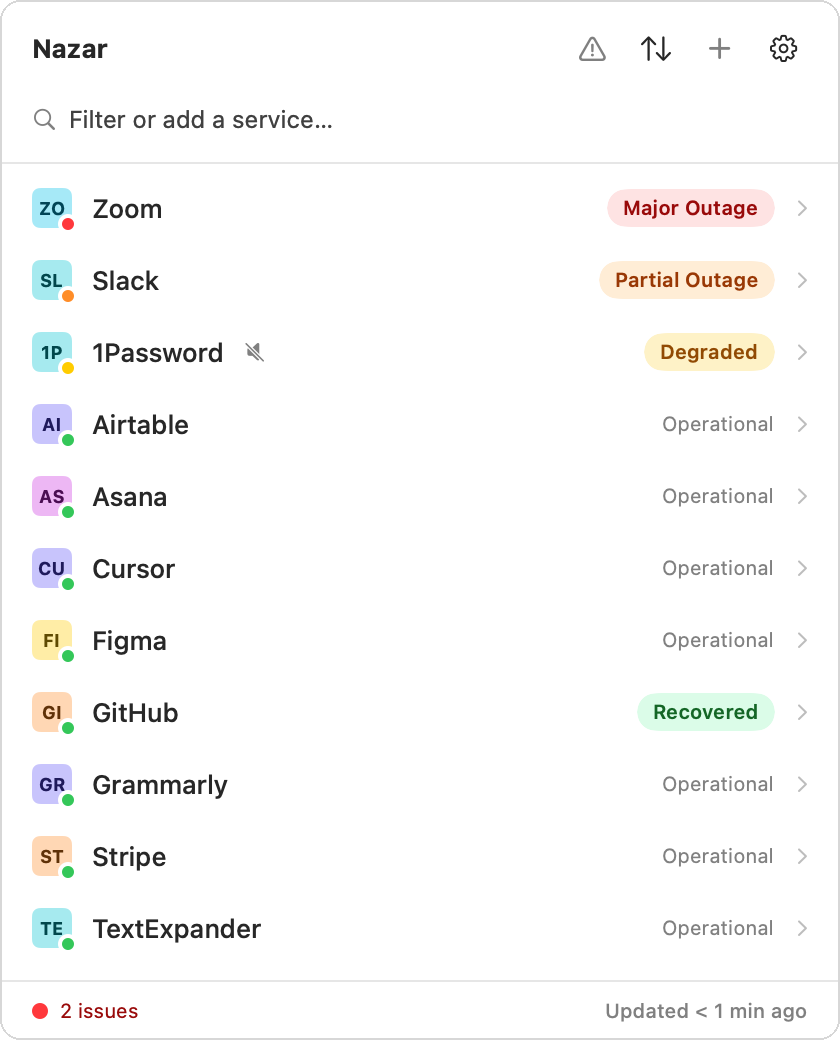 Nazar
Filter or add a service...
ZO Zoom Major Outage
SL Slack Partial Outage
1P 1Password Degraded
AI Airtable Operational
AS Asana Operational
CU Cursor Operational
FI Figma Operational
GI GitHub Recovered
GR Grammarly Operational
ST Stripe Operational
TE TextExpander Operational
2 issues Updated < 1 min ago